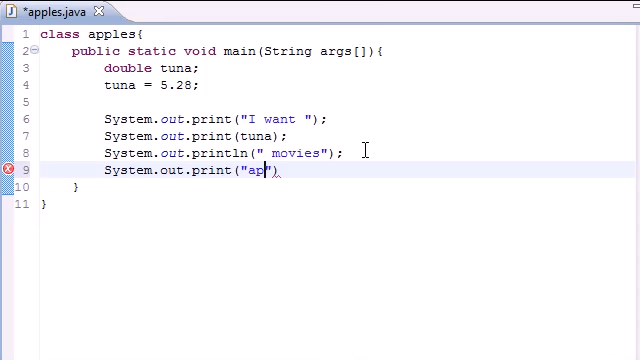 *apples.java
1 class apples{
2 public static void main(String args[]){
3 double tuna;
4 tuna = 5.28;
5
6 System.out.print("I want ");
7 System.out.print(tuna);
8 System.out.println(" movies");
9 System.out.print("ap")
10 }
11 }